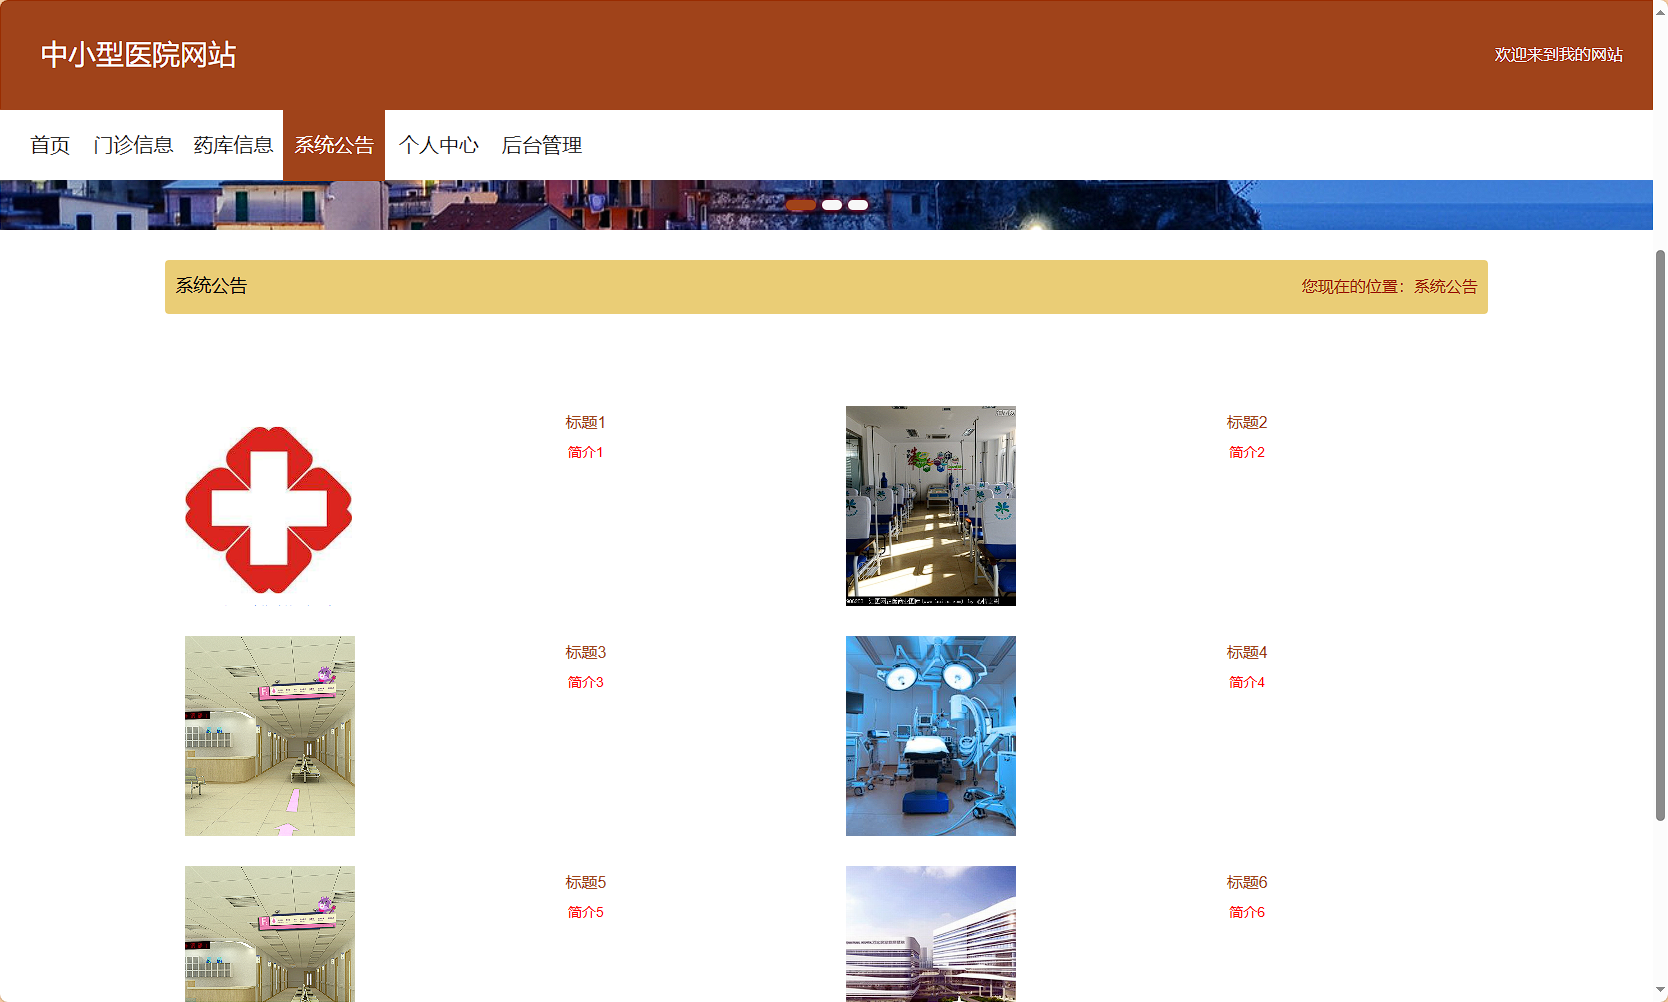 中小型医院网站
欢迎来到我的网站
首页 门诊信息 药库信息 系统公告 个人中心 后台管理
系统公告
您现在的位置：系统公告
标题1
简介1
标题2
简介2
标题3
简介3
标题4
简介4
标题5
简介5
标题6
简介6